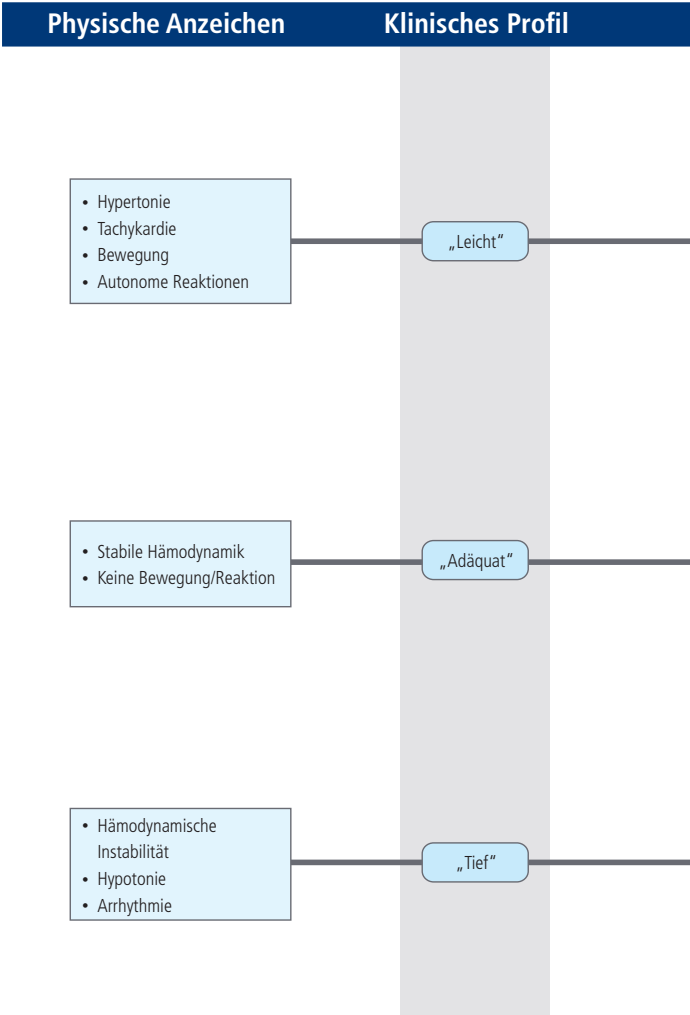 Physische Anzeichen Klinisches Profil
• Hypertonie
• Tachykardie
• Bewegung
• Autonome Reaktionen
„Leicht“
• Stabile Hämodynamik
• Keine Bewegung/Reaktion
„Adäquat“
• Hämodynamische
Instabilität
• Hypotonie
• Arrhythmie
„Tief“